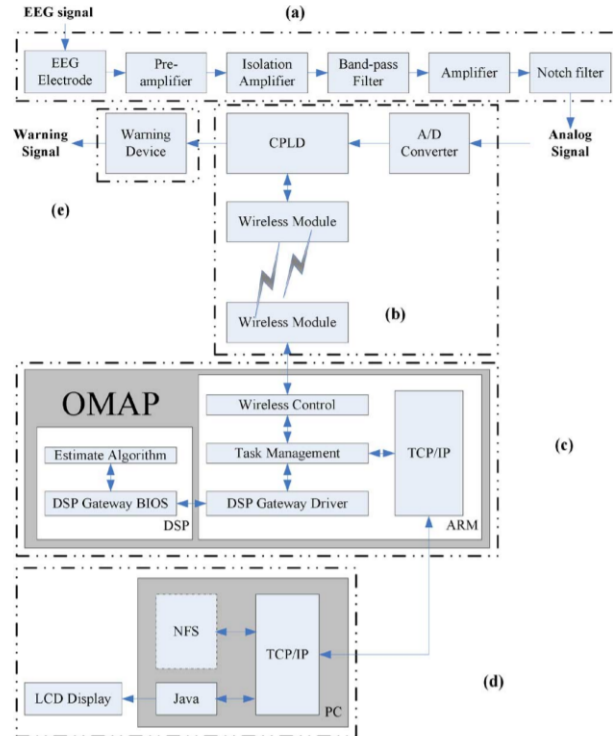 EEG signal
(a)
EEG
Electrode
Pre-
amplifier
Isolation
Amplifier
Band-pass
Filter
Amplifier
Notch filter
Warning
Signal
Warning
Device
CPLD
A/D
Converter
Analog
Signal
(e)
Wireless Module
(b)
Wireless Module
OMAP
Wireless Control
(c)
Estimate Algorithm
Task Management
TCP/IP
DSP Gateway BIOS
DSP Gateway Driver
DSP
ARM
NFS
TCP/IP
(d)
LCD Display
Java
PC